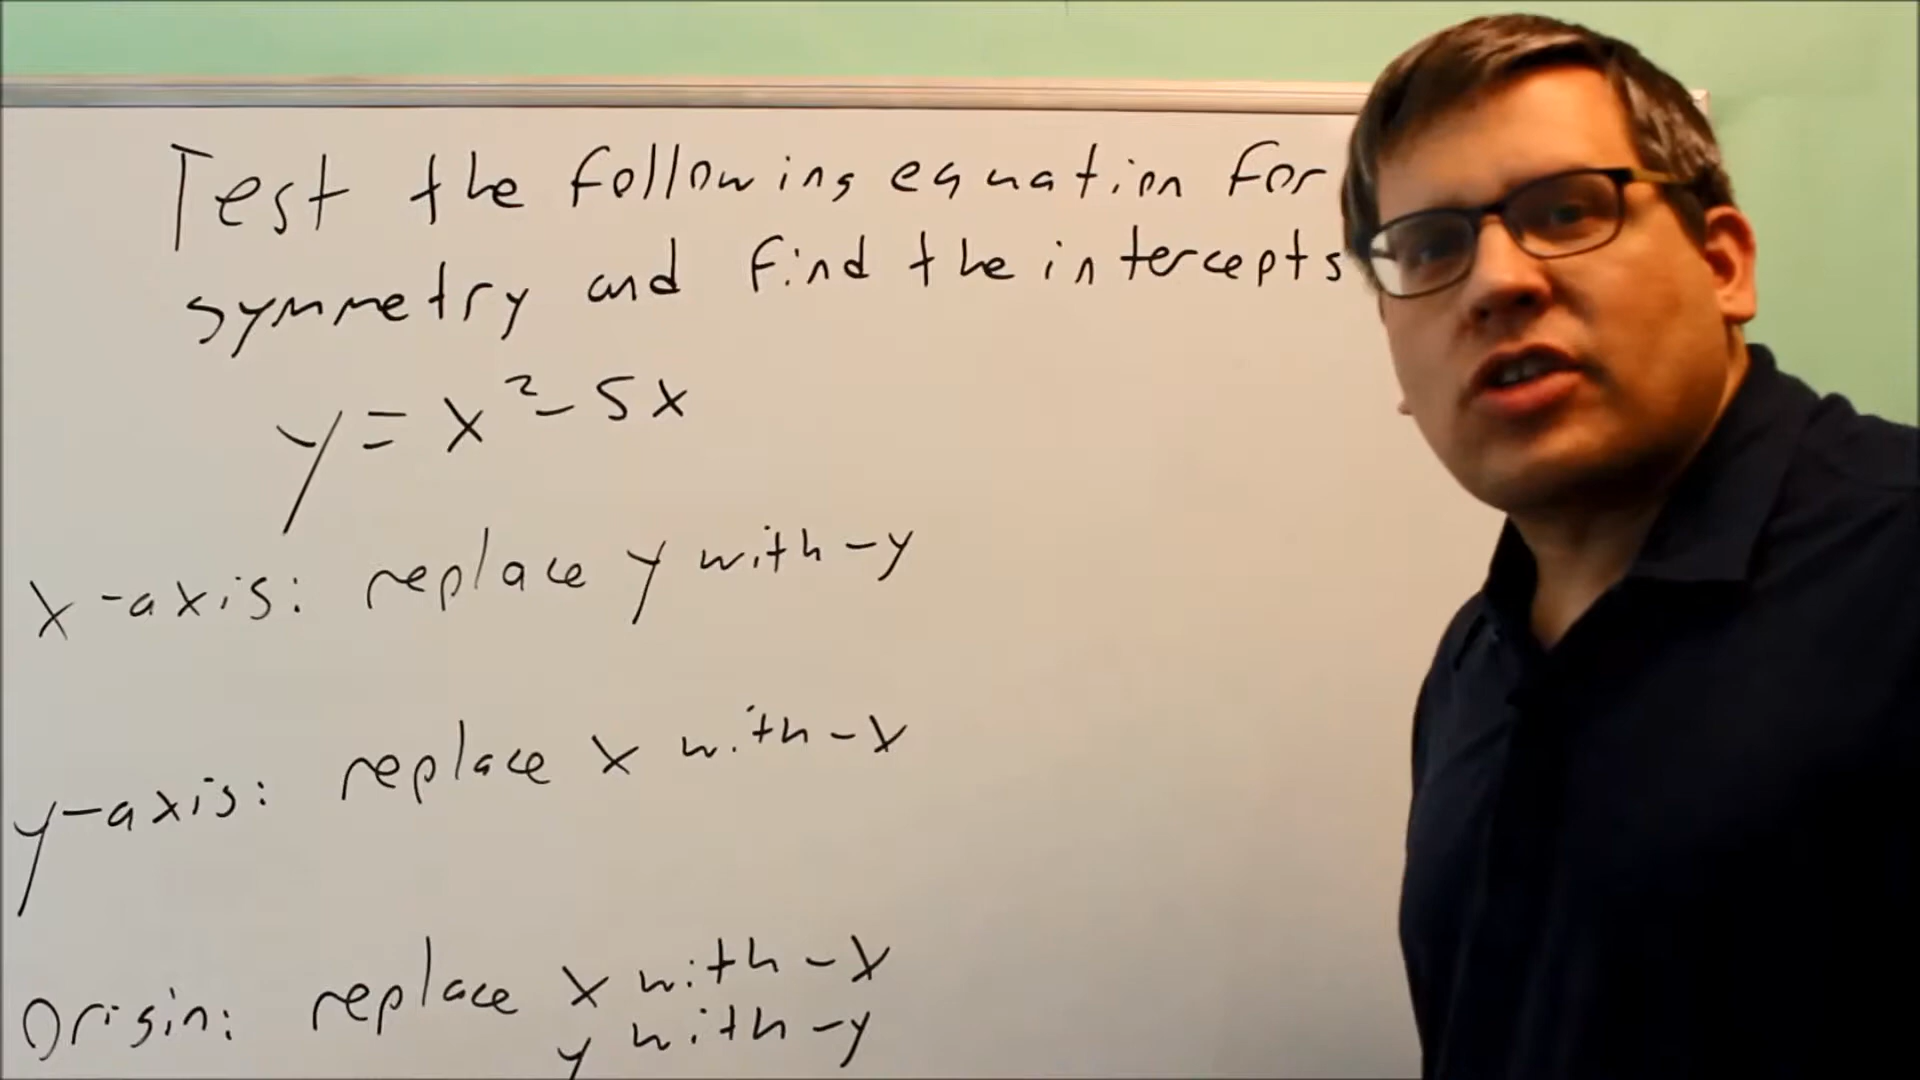 Test the following equation for
symmetry and find the intercepts
y = x² - 5x
x-axis: replace y with -y
y-axis: replace x with -x
Origin: replace x with -x
y with -y